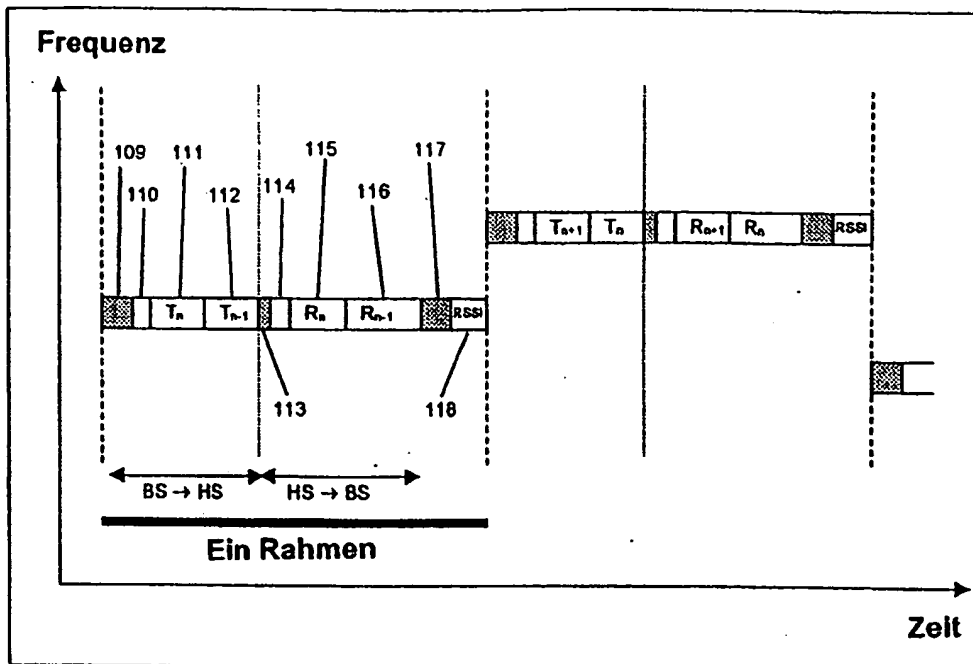 Frequenz
109
111
115
117
110
112
114
116
Tn+1
Tn
Rn+1
Rn
RSSI
Tn
Tn-1
Rn
Rn-1
RSSI
113
118
BS → HS
HS → BS
Ein Rahmen
Zeit